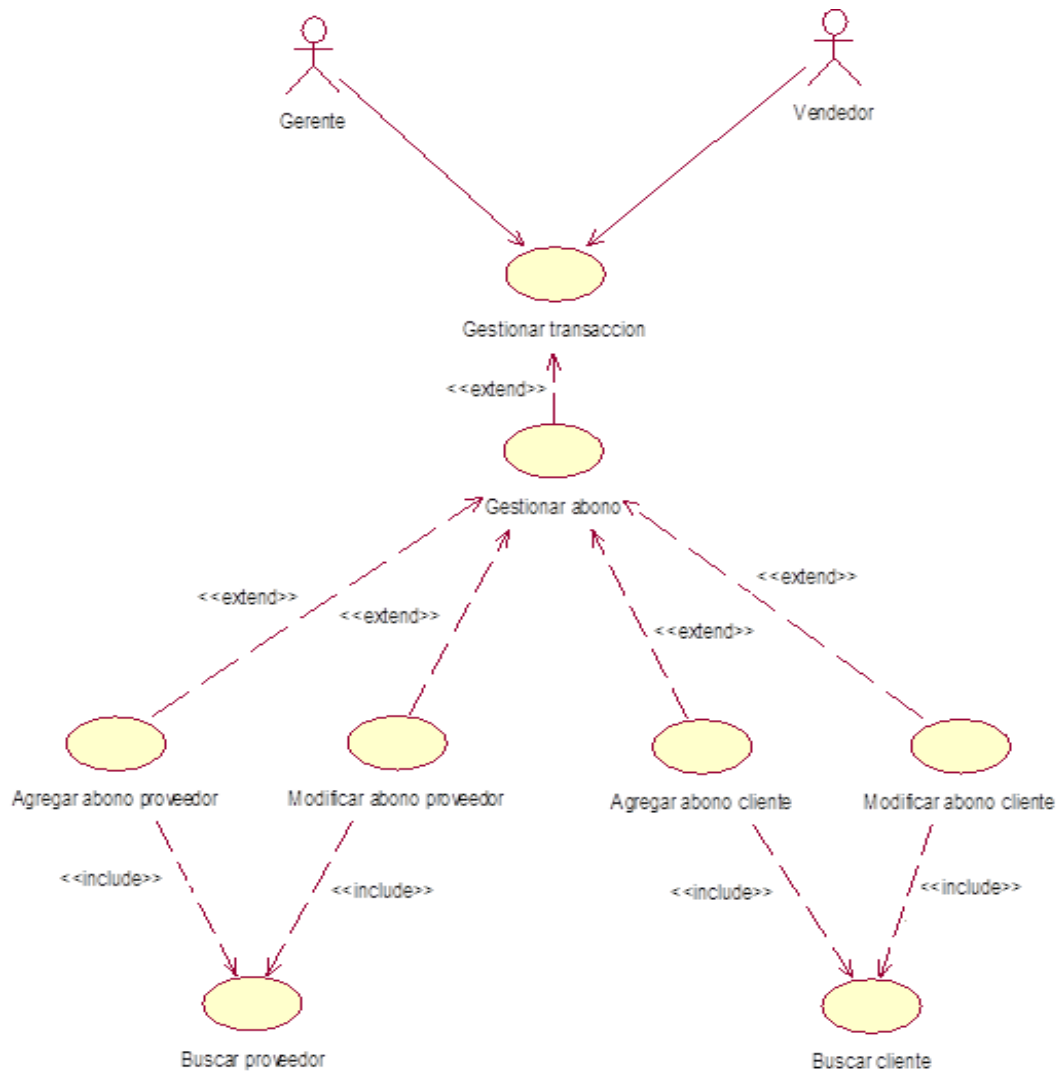 Gerente
Vendedor
Gestionar transaccion
<<extend>>
Gestionar abono
<<extend>>
<<extend>>
<<extend>>
<<extend>>
Agregar abono proveedor
Modificar abono proveedor
Agregar abono cliente
Modificar abono cliente
<<include>>
<<include>>
<<include>>
<<include>>
Buscar proveedor
Buscar cliente